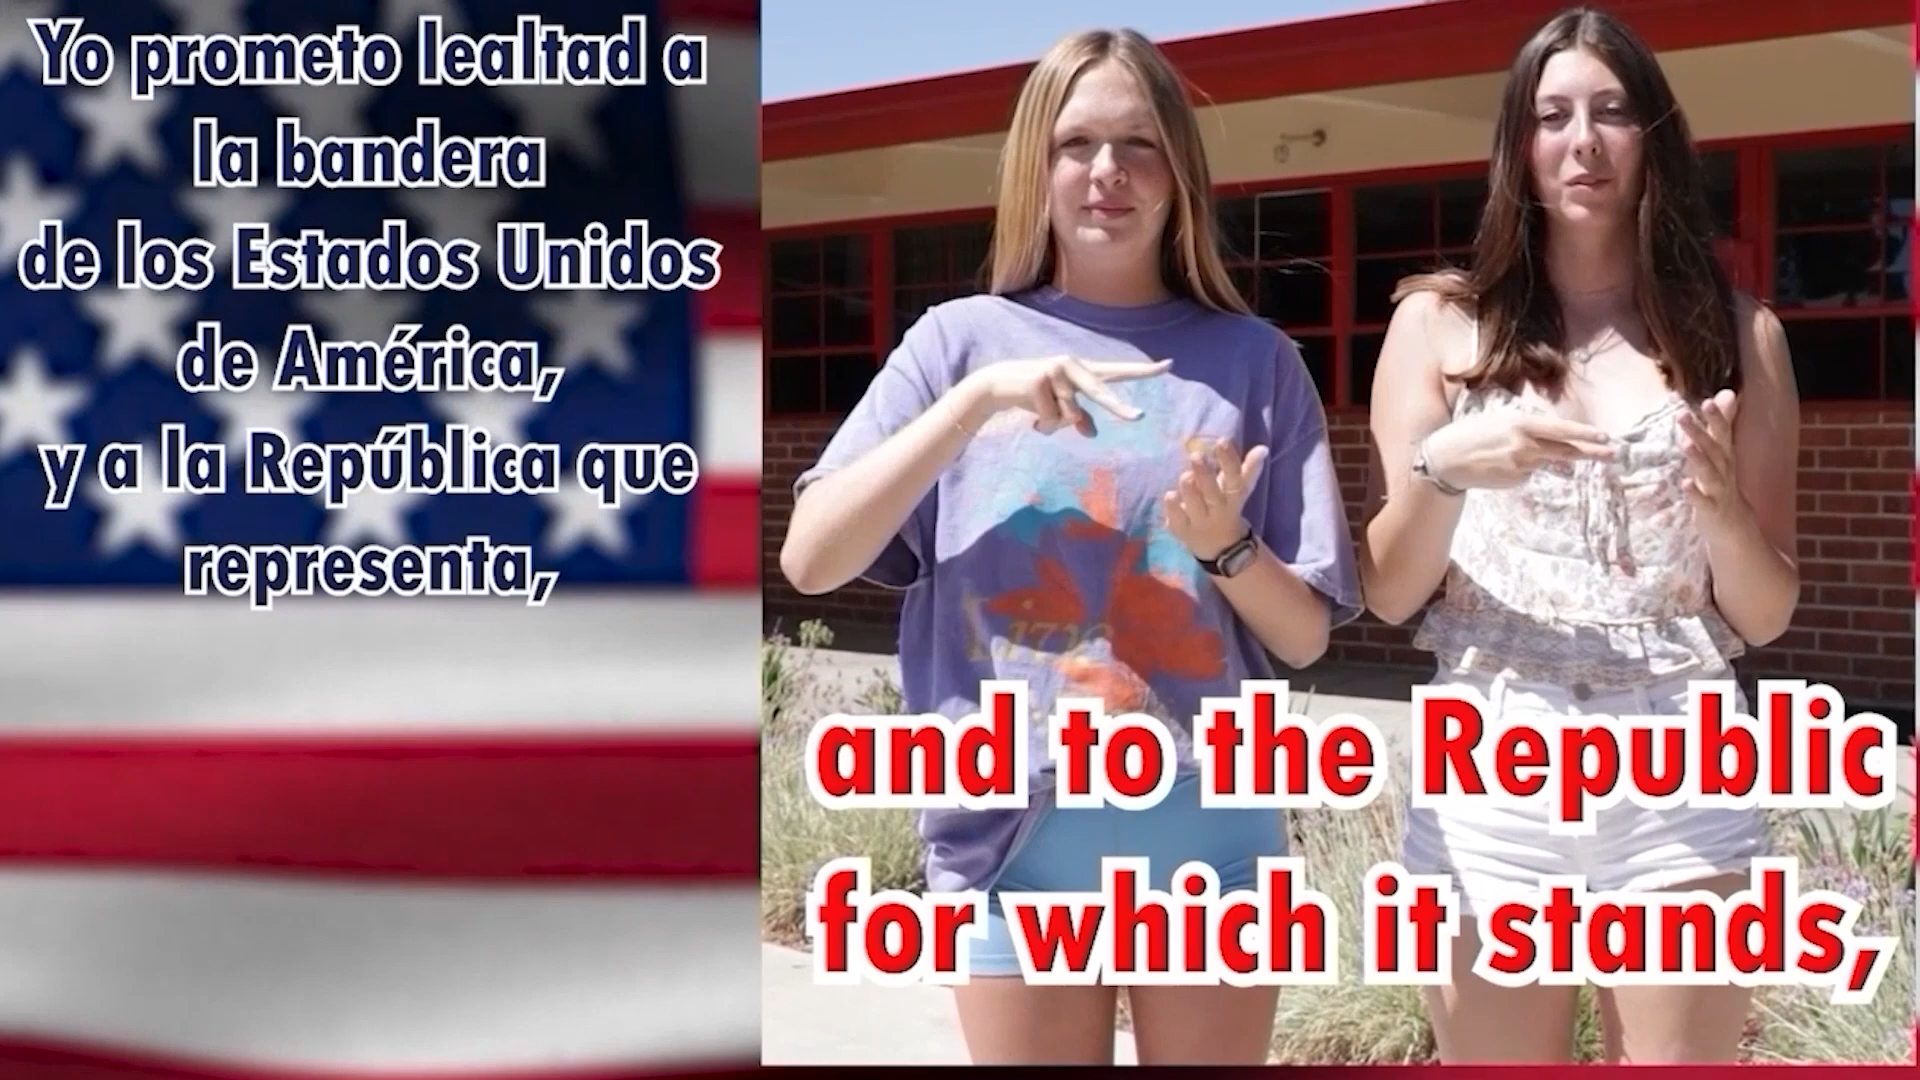 Yo prometo lealtad a
la bandera
de los Estados Unidos
de América,
y a la República que
representa,
Live
and to the Republic
for which it stands,